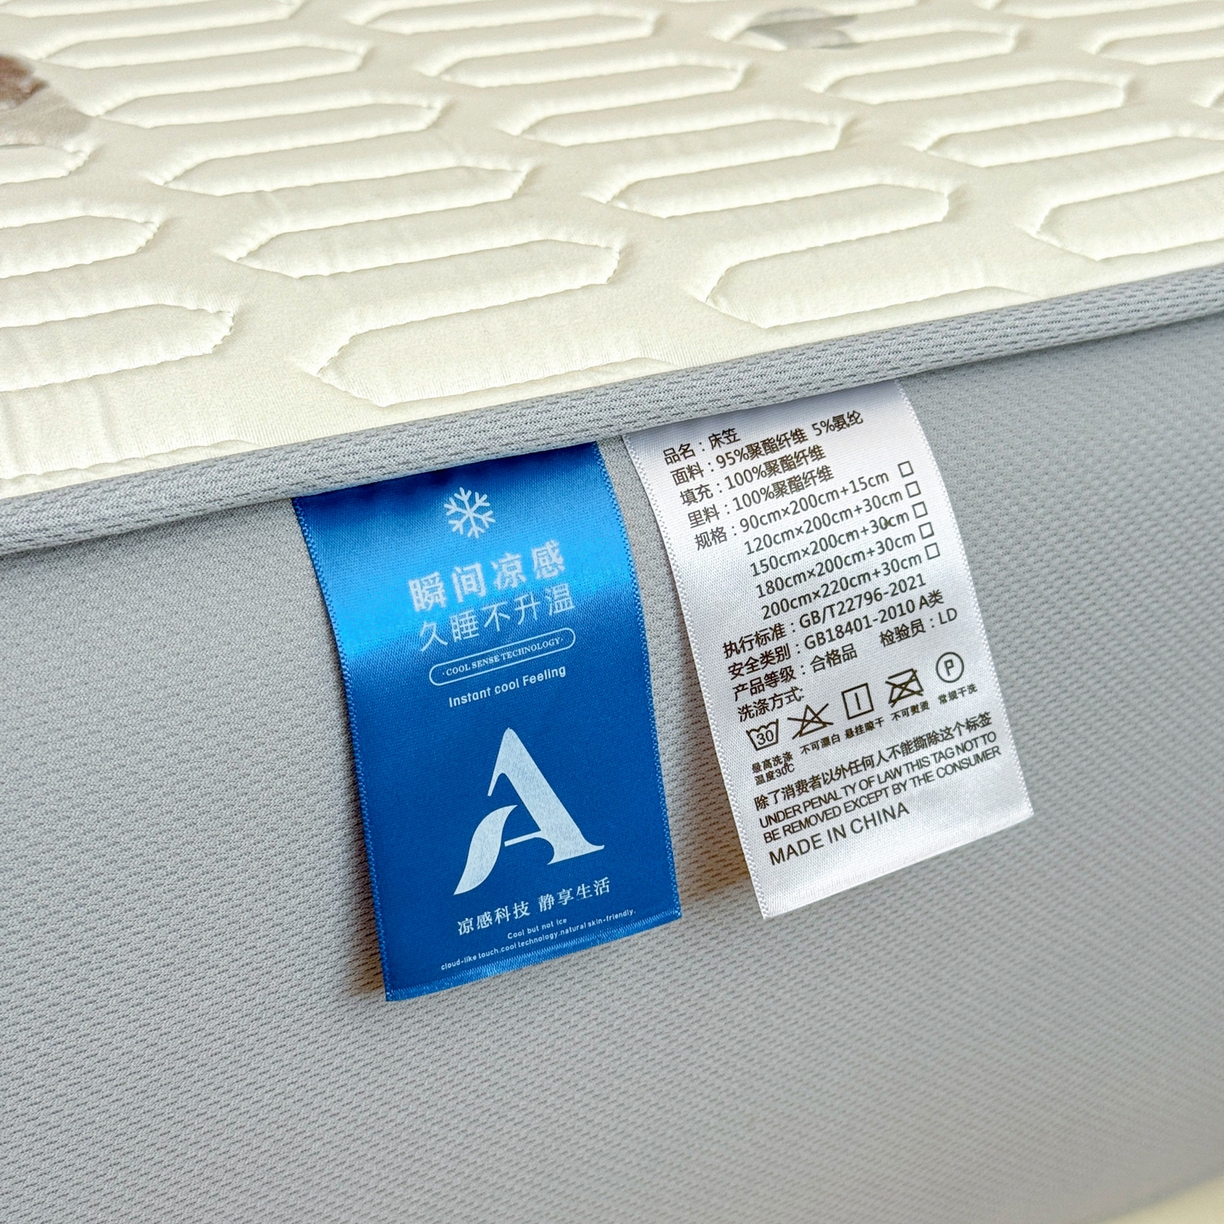 瞬间凉感
久睡不升温
·COOL SENSE TECHNOLOGY·
Instant cool Feeling
A
凉感科技 静享生活
Cool but not ice
cloud-like touch.cool technology.natural skin-friendly.
品名：床笠
面料：95%聚酯纤维 5%氨纶
填充：100%聚酯纤维
里料：100%聚酯纤维
规格：90cm×200cm+15cm
120cm×200cm+30cm
150cm×200cm+30cm
180cm×200cm+30cm
200cm×220cm+30cm
执行标准：GB/T22796-2021
安全类别：GB18401-2010 A类
产品等级：合格品 检验员：LD
洗涤方式:
30
P
最高洗涤 不可漂白 悬挂晾干 不可熨烫 常规干洗
温度30℃
除了消费者以外任何人不能撕除这个标签
UNDER PENALTY OF LAW THIS TAG NOT TO
BE REMOVED EXCEPT BY THE CONSUMER
MADE IN CHINA